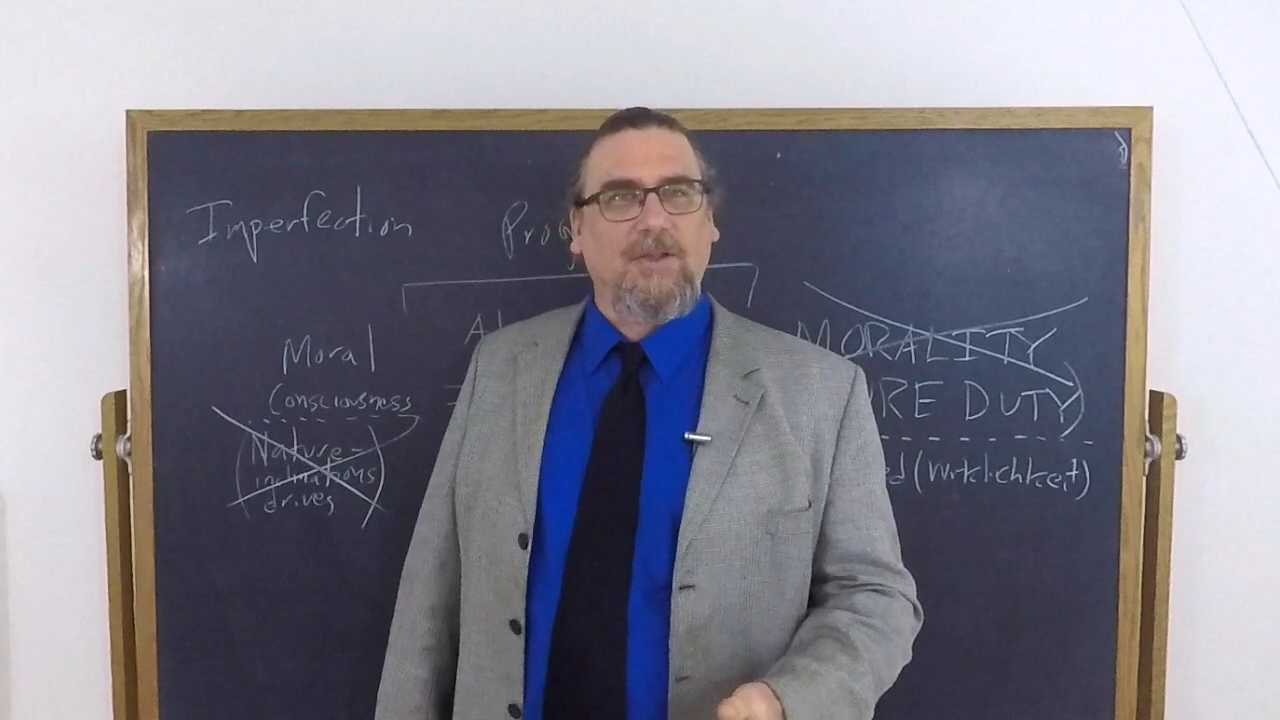 Imperfection
Moral
Consciousness
Nature-
inclinations
drives
MORALITY
DUTY)
(Wirklichkeit)